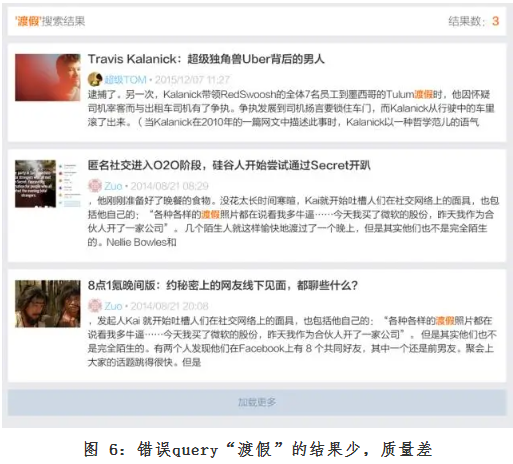 '渡假'搜索结果 结果数：3
Travis Kalanick：超级独角兽Uber背后的男人
超级TOM • 2015/12/07 11:27
逮捕了。另一次，Kalanick带领RedSwoosh的全体7名员工到墨西哥的Tulum渡假时，他因怀疑
司机宰客而与出租车司机有了争执。争执发展到司机扬言要锁住车门，而Kalanick从行驶中的车里
滚了出来。（ 当Kalanick在2010年的一篇网文中描述此事时，Kalanick以一种哲学范儿的语气
匿名社交进入O2O阶段，硅谷人开始尝试通过Secret开趴
Zuo • 2014/08/21 08:29
，他刚刚准备好了晚餐的食物。没花太长时间寒暄，Kai就开始吐槽人们在社交网络上的面具，也包
括他自己的：“各种各样的渡假照片都在说看我多牛逼……今天我买了微软的股份，昨天我作为合
伙人开了一家公司”。 几个陌生人就这样愉快地渡过了一个晚上，但是其实他们也不是完全陌生
的。Nellie Bowles和
8点1氪晚间版：约秘密上的网友线下见面，都聊些什么？
Zuo • 2014/08/21 20:08
，发起人Kai 就开始吐槽人们在社交网络上的面具，也包括他自己的：“各种各样的渡假照片都在
说看我多牛逼……今天我买了微软的股份，昨天我作为合伙人开了一家公司”。 但是其实他们也不
是完全陌生的。有两个人发现他们在Facebook上有 8 个共同好友，其中一个还是前男友，聚会上
大家的话题跳得很快。但是
加载更多
图 6：错误query“渡假”的结果少，质量差